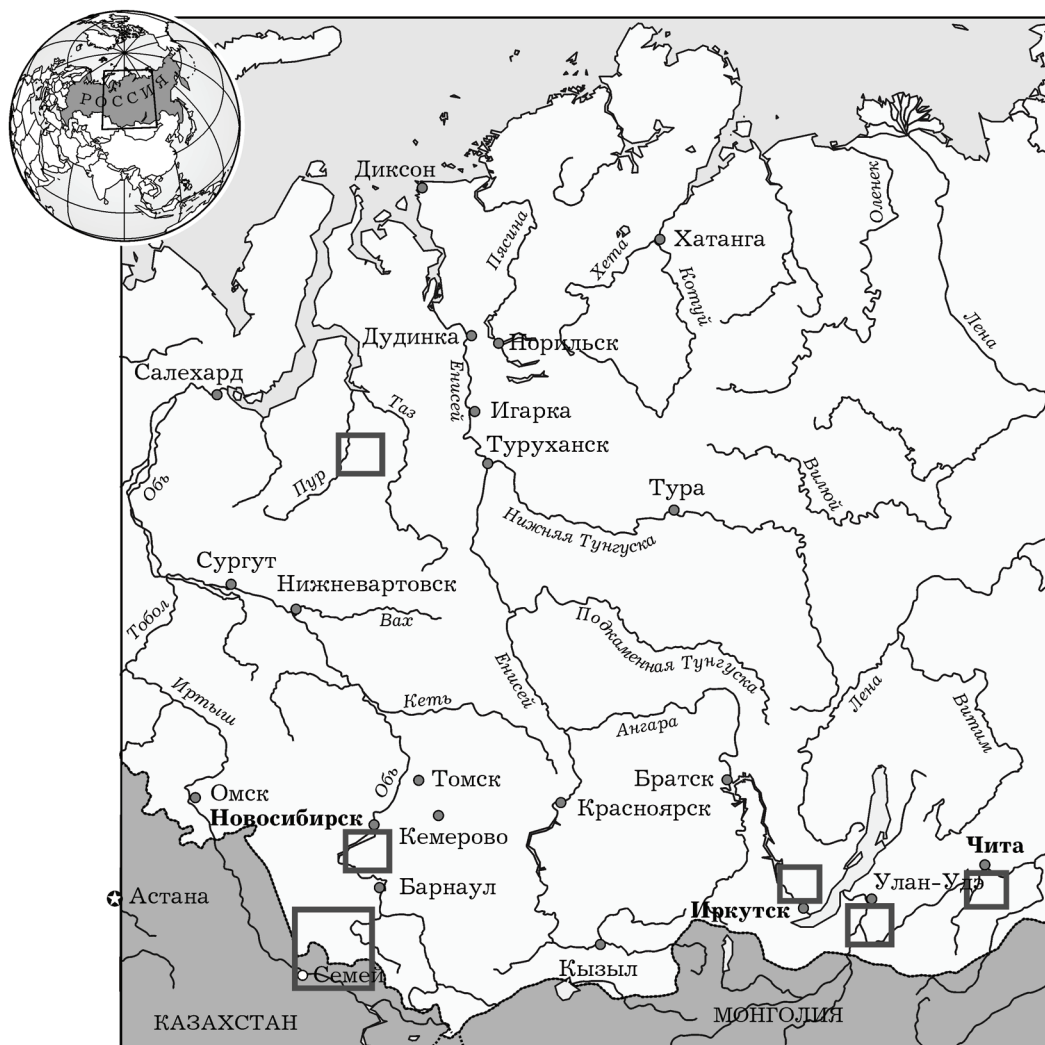 РОССИЯ
Диксон
Пясина
Хета
Хатанга
Котуй
Оленек
Лена
Дудинка
Норильск
Салехард
Енисей
Таз
Игарка
Туруханск
Обь
Пур
Тура
Вилюй
Нижняя Тунгуска
Сургут
Нижневартовск
Тобол
Вах
Подкаменная Тунгуска
Иртыш
Кеть
Енисей
Ангара
Лена
Витим
Обь
Томск
Братск
Омск
Новосибирск
Красноярск
Кемерово
Чита
Барнаул
Улан-Удэ
Астана
Иркутск
Семей
Кызыл
КАЗАХСТАН
МОНГОЛИЯ